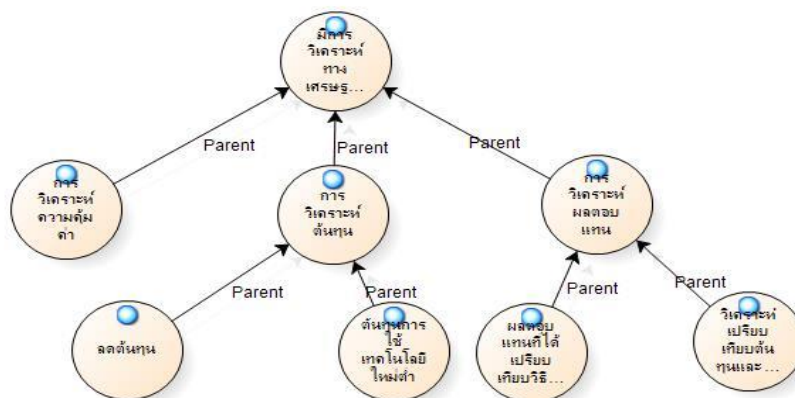 มีการ
วิเคราะห์
ทาง
เศรษฐ...
Parent
Parent
Parent
การ
วิเคราะห์
ความคุ้ม
ค่า
การ
วิเคราะห์
ต้นทุน
การ
วิเคราะห์
ผลตอบ
แทน
Parent
Parent
Parent
Parent
ลดต้นทุน
ต้นทุนการ
ใช้
เทคโนโลยี
ใหม่ต่ำ
ผลตอบ
แทนที่ได้
เปรียบ
เทียบวิธี...
วิเคราะห์
เปรียบ
เทียบต้น
ทุนและ...